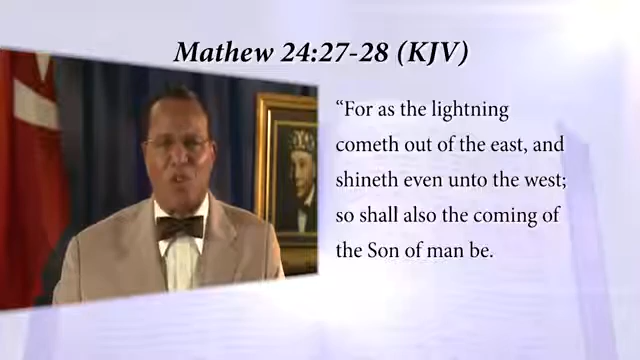 Mathew 24:27-28 (KJV)
“For as the lightning
cometh out of the east, and
shineth even unto the west;
so shall also the coming of
the Son of man be.